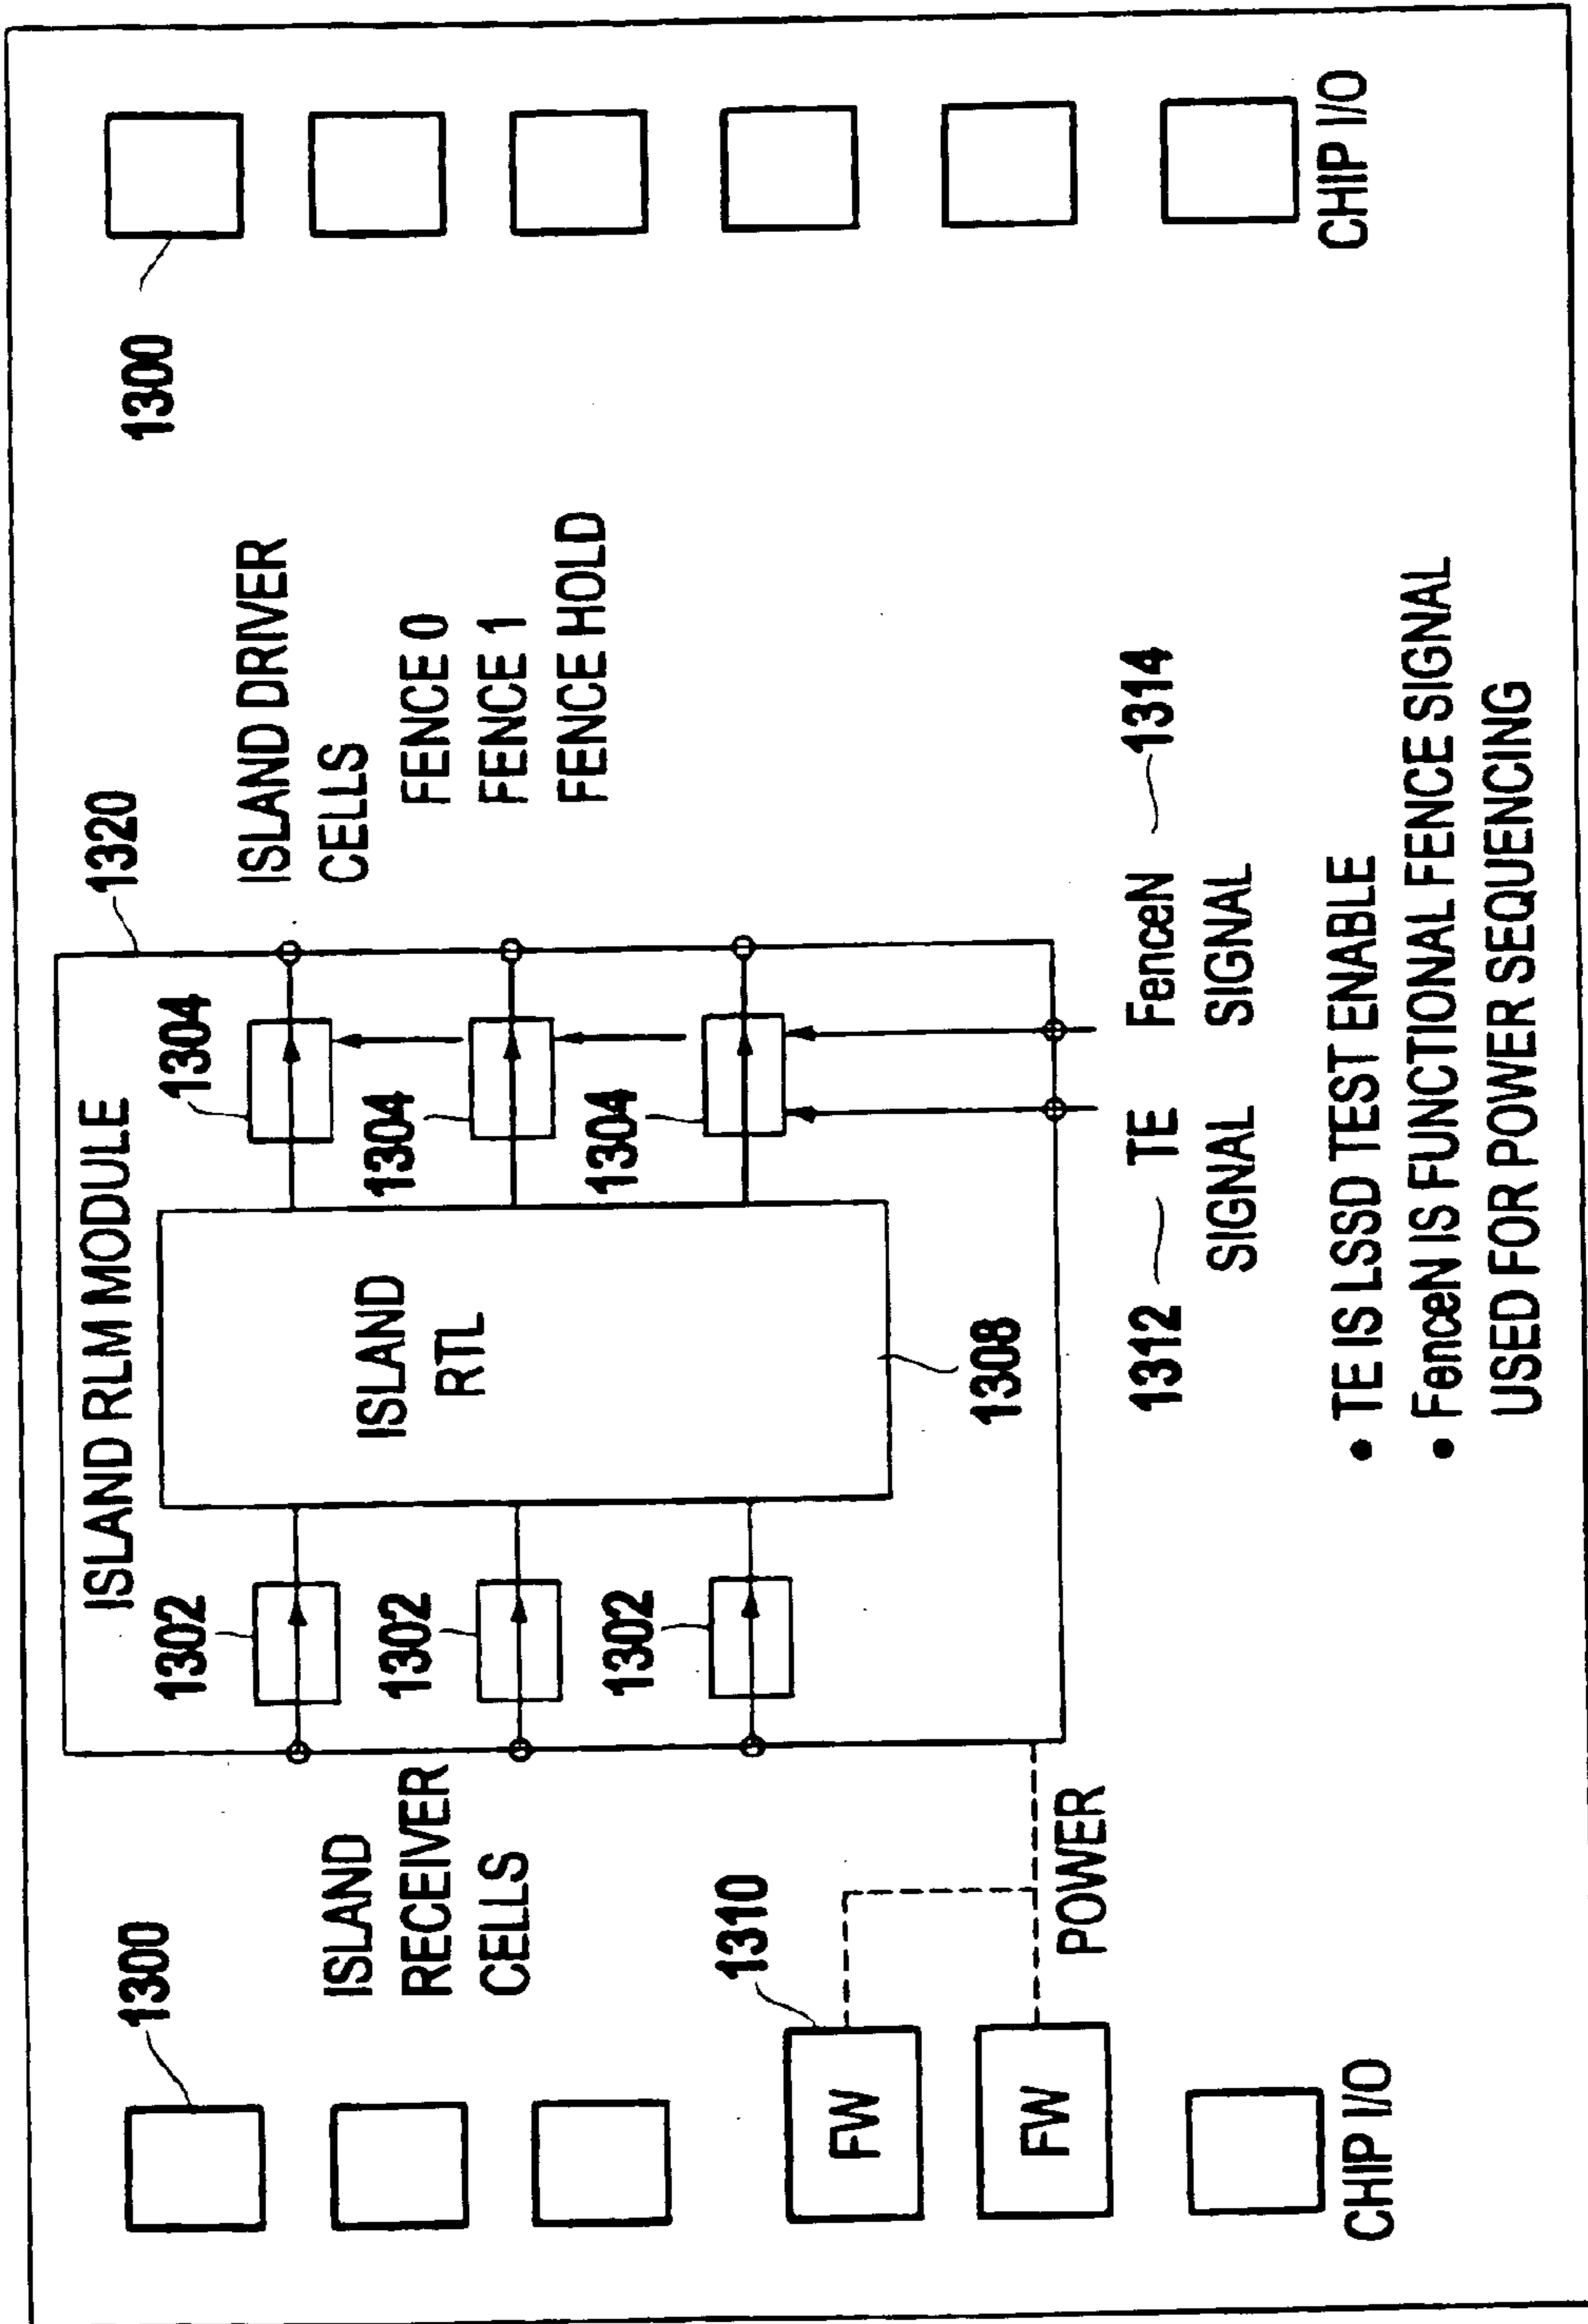 1300
ISLAND RLM MODULE
1320
1300
ISLAND
RECEIVER
CELLS
1302
1302
1302
ISLAND
RTL
1304
1304
1304
ISLAND DRIVER
CELLS
FENCE 0
FENCE 1
FENCE HOLD
1310
FW
FW
POWER
1308
1312
TE
SIGNAL
FenceN
SIGNAL
1314
CHIP I/O
CHIP I/O
• TE IS LSSD TEST ENABLE
• FenceN IS FUNCTIONAL FENCE SIGNAL
USED FOR POWER SEQUENCING